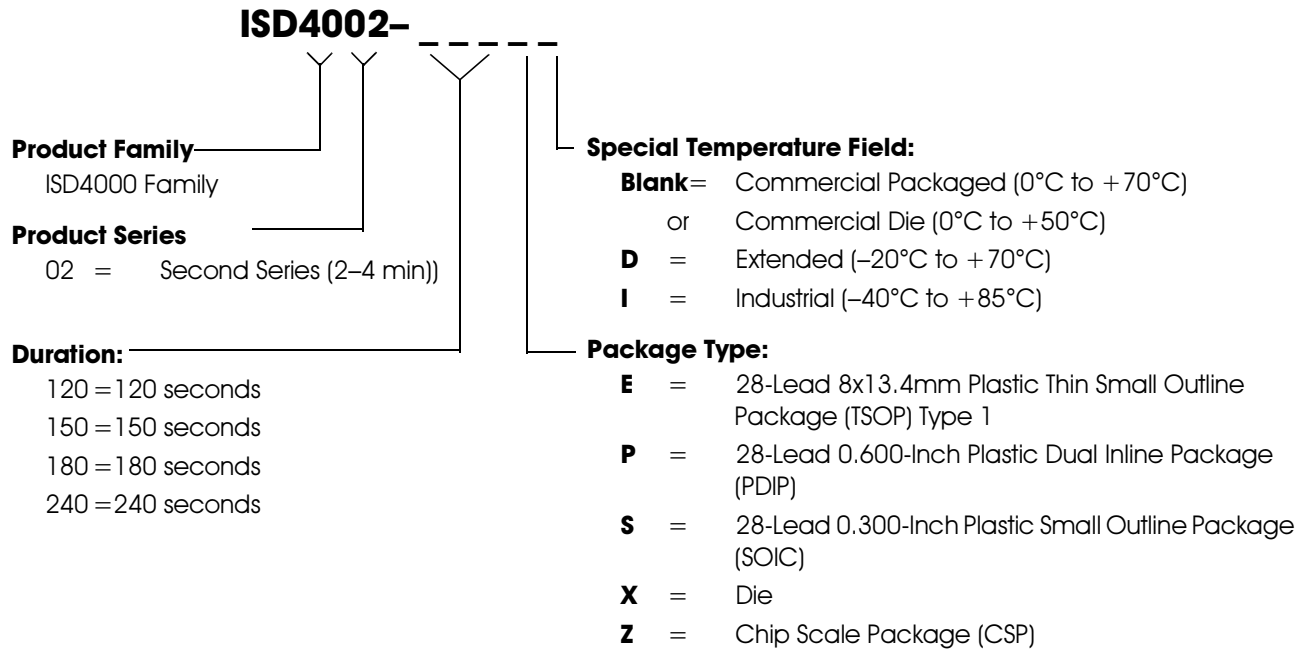 ISD4002– _ _ _ _ _
Product Family
ISD4000 Family
Product Series
02 = Second Series (2–4 min))
Duration:
120 =120 seconds
150 =150 seconds
180 =180 seconds
240 =240 seconds
Special Temperature Field:
Blank= Commercial Packaged (0°C to +70°C)
or Commercial Die (0°C to +50°C)
D = Extended (–20°C to +70°C)
I = Industrial (–40°C to +85°C)
Package Type:
E = 28-Lead 8x13.4mm Plastic Thin Small Outline
Package (TSOP) Type 1
P = 28-Lead 0.600-Inch Plastic Dual Inline Package
(PDIP)
S = 28-Lead 0.300-Inch Plastic Small Outline Package
(SOIC)
X = Die
Z = Chip Scale Package (CSP)